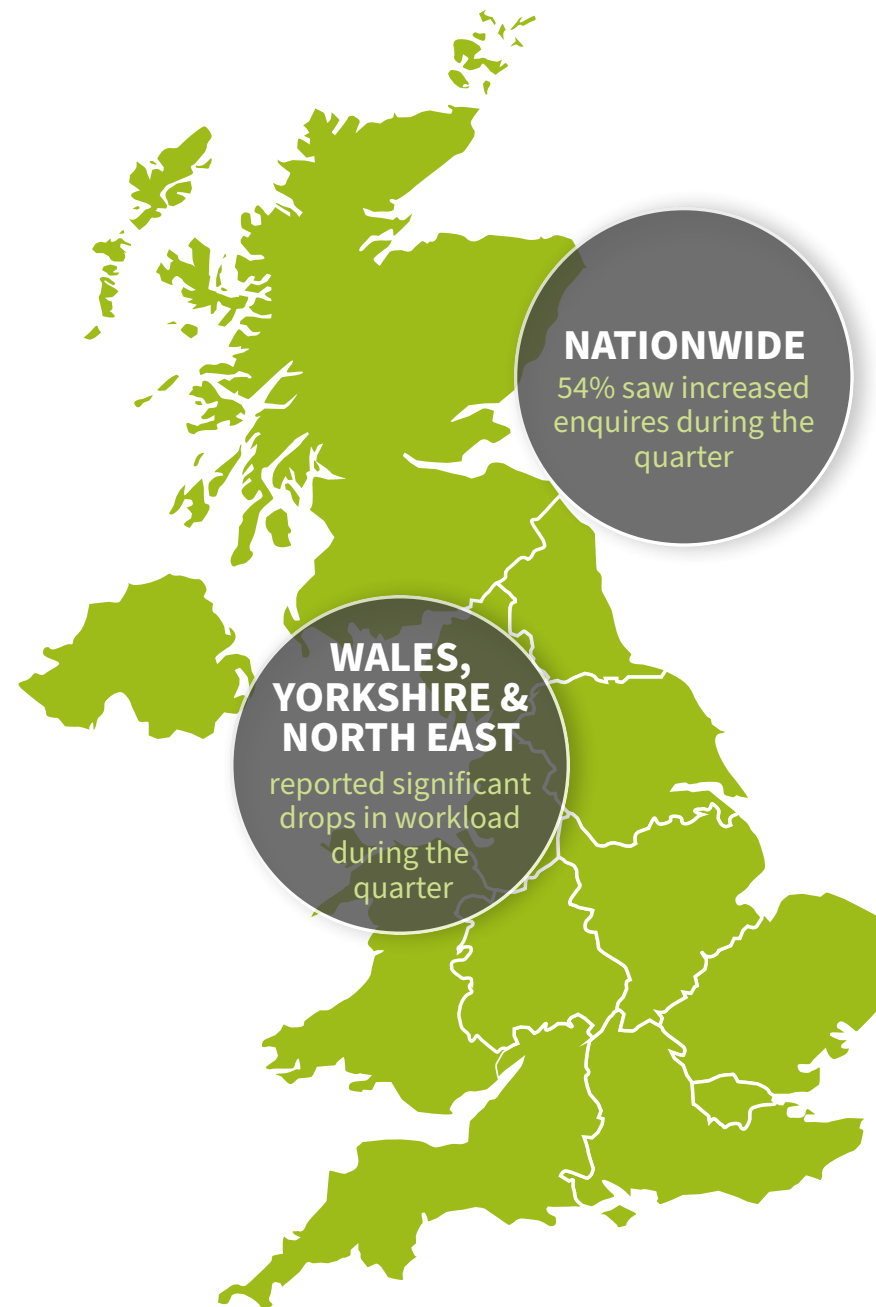 NATIONWIDE
54% saw increased
enquires during the
quarter
WALES,
YORKSHIRE &
NORTH EAST
reported significant
drops in workload
during the
quarter